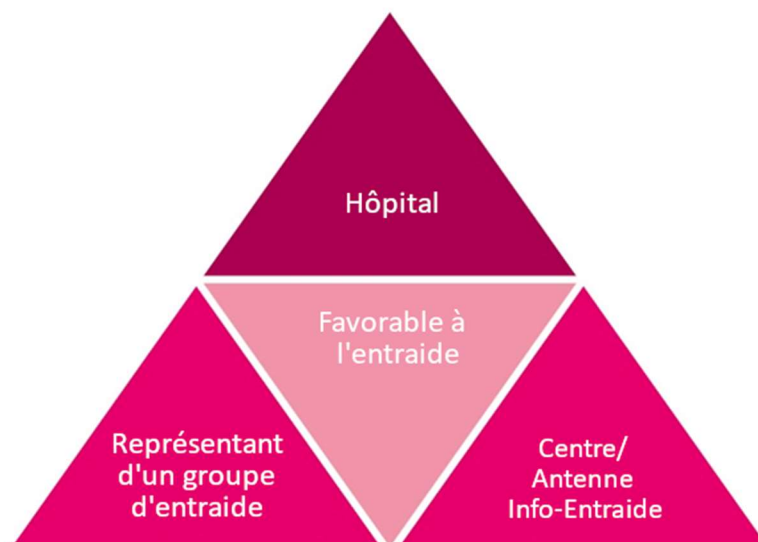 Hôpital
Favorable à
l'entraide
Représentant
d'un groupe
d'entraide
Centre/
Antenne
Info-Entraide